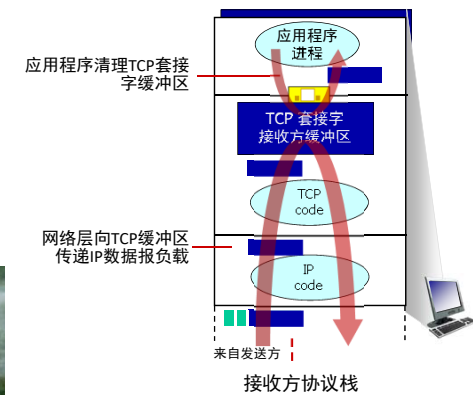 应用程序
进程
应用程序清理TCP套接
字缓冲区
TCP 套接字
接收方缓冲区
TCP
code
网络层向TCP缓冲区
传递IP数据报负载
IP
code
来自发送方
接收方协议栈